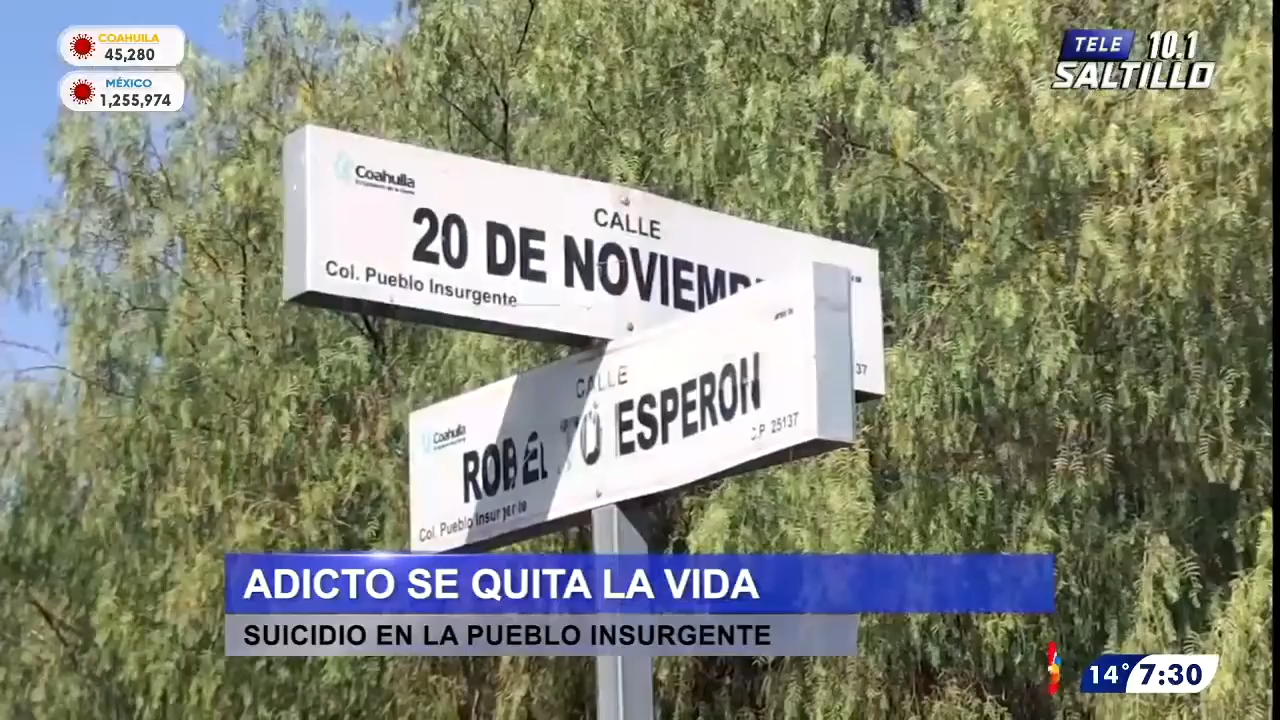 COAHUILA
45,280
MÉXICO
1,255,974
TELE 10.1
SALTILLO
Coahuila
CALLE
20 DE NOVIEMB
Col. Pueblo Insurgente
37
Coahuila
CALLE
ESPERON
Col. Pueblo Insurgente
C.P. 25137
ADICTO SE QUITA LA VIDA
SUICIDIO EN LA PUEBLO INSURGENTE
14° 7:30